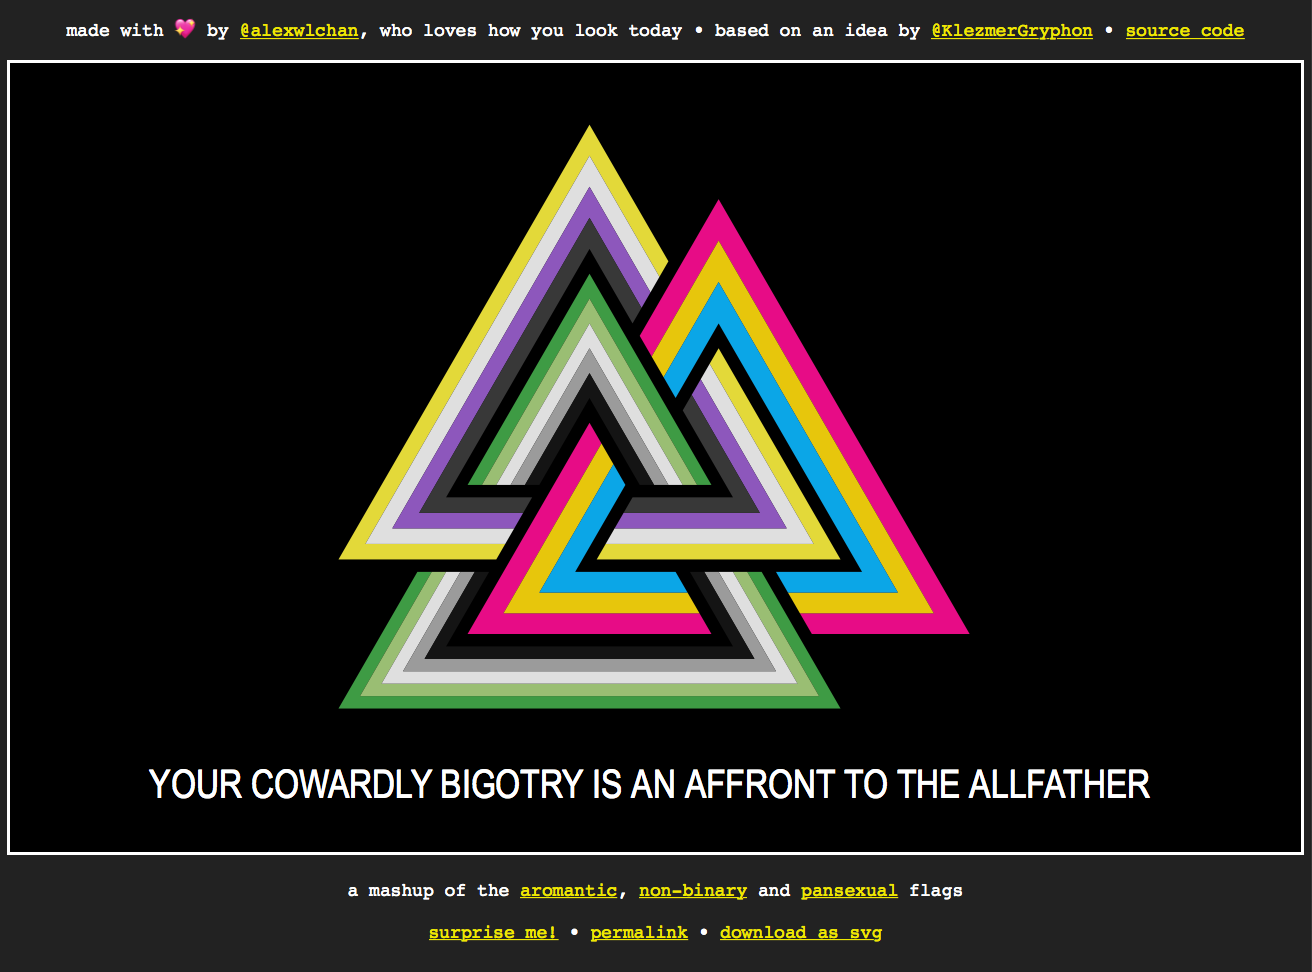 made with 💖 by @alexwlchan, who loves how you look today • based on an idea by @KlezmerGryphon • source code
YOUR COWARDLY BIGOTRY IS AN AFFRONT TO THE ALLFATHER
a mashup of the aromantic, non-binary and pansexual flags
surprise me! • permalink • download as svg